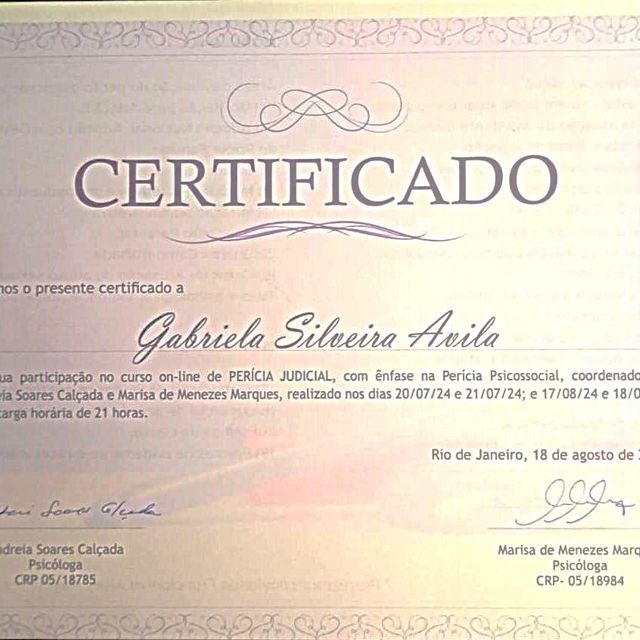 CERTIFICADO
mos o presente certificado a
Gabriela Silveira Avila
ua participação no curso on-line de PERÍCIA JUDICIAL, com ênfase na Perícia Psicossocial, coordenado
eia Soares Calçada e Marisa de Menezes Marques, realizado nos dias 20/07/24 e 21/07/24; e 17/08/24 e 18/0
carga horária de 21 horas.
Rio de Janeiro, 18 de agosto de
ndreia Soares Calçada
Psicóloga
CRP 05/18785
Marisa de Menezes Marq
Psicóloga
CRP- 05/18984